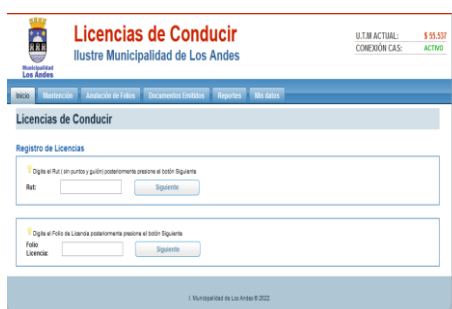 Licencias de Conducir
Ilustre Municipalidad de Los Andes
U.T.M ACTUAL: $ 55.537
CONEXIÓN CAS: ACTIVO
Municipalidad
Los Andes
Inicio Mantención Anulación de Folios Documentos Emitidos Reportes Mis datos
Licencias de Conducir
Registro de Licencias
Digite el Rut ( sin puntos y guión) posteriormente presione el botón Siguiente
Rut: Siguiente
Digite el Folio de Licencia posteriormente presione el botón Siguiente
Folio
Licencia: Siguiente
I. Municipalidad de Los Andes © 2022